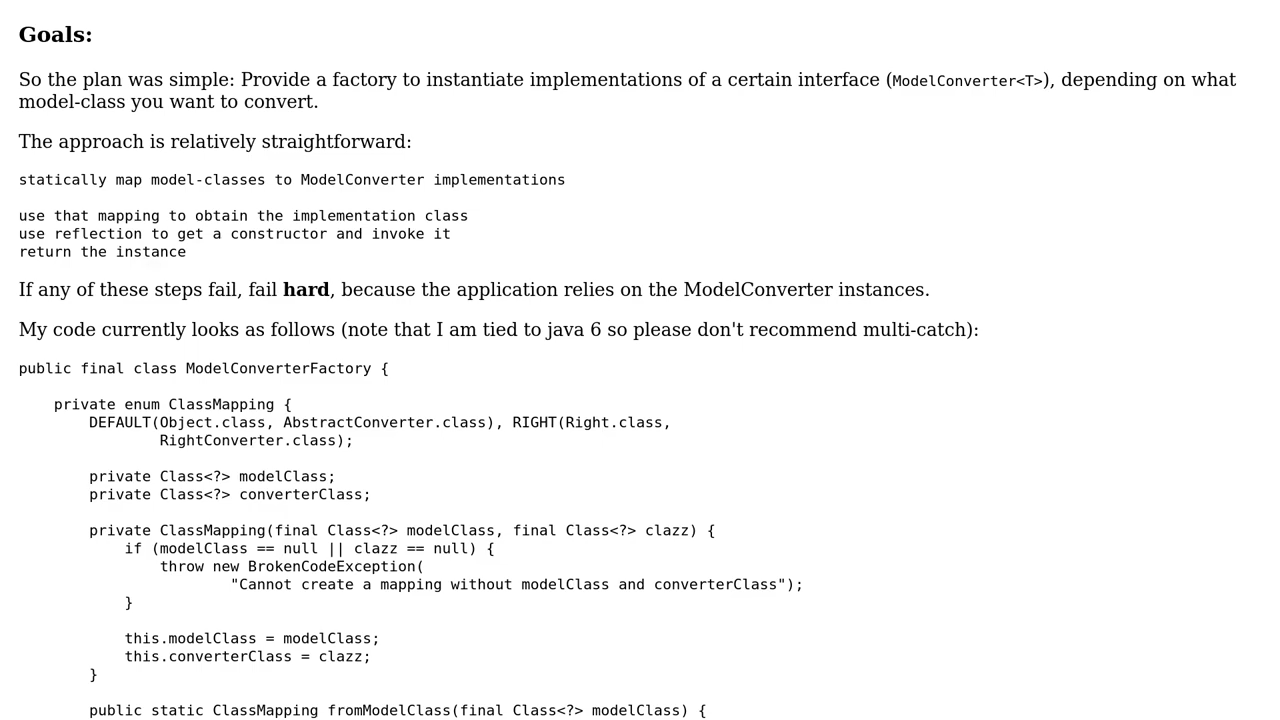 Goals:
So the plan was simple: Provide a factory to instantiate implementations of a certain interface (ModelConverter<T>), depending on what
model-class you want to convert.
The approach is relatively straightforward:
statically map model-classes to ModelConverter implementations
use that mapping to obtain the implementation class
use reflection to get a constructor and invoke it
return the instance
If any of these steps fail, fail hard, because the application relies on the ModelConverter instances.
My code currently looks as follows (note that I am tied to java 6 so please don't recommend multi-catch):
public final class ModelConverterFactory {
    private enum ClassMapping {
        DEFAULT(Object.class, AbstractConverter.class), RIGHT(Right.class,
                RightConverter.class);
        private Class<?> modelClass;
        private Class<?> converterClass;
        private ClassMapping(final Class<?> modelClass, final Class<?> clazz) {
            if (modelClass == null || clazz == null) {
                throw new BrokenCodeException(
                        "Cannot create a mapping without modelClass and converterClass");
            }
            this.modelClass = modelClass;
            this.converterClass = clazz;
        }
        public static ClassMapping fromModelClass(final Class<?> modelClass) {